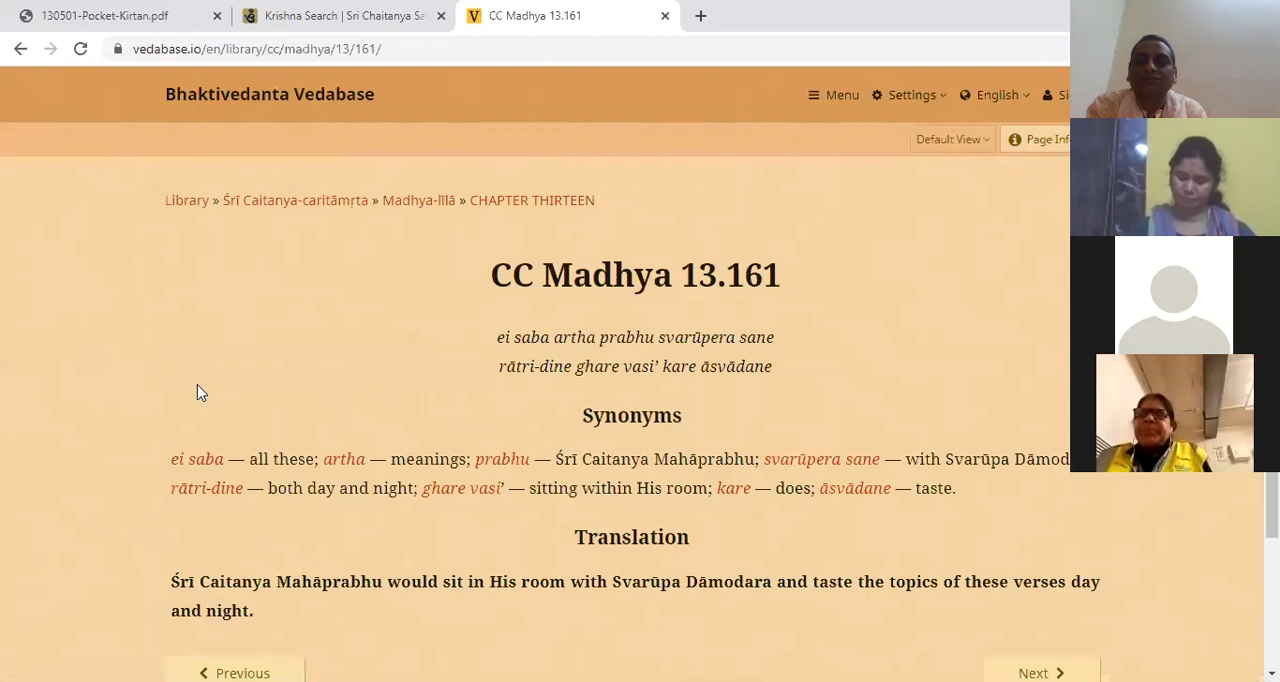 130501-Pocket-Kirtan.pdf
Krishna Search | Sri Chaitanya Sa
CC Madhya 13.161
vedabase.io/en/library/cc/madhya/13/161/
Bhaktivedanta Vedabase
Menu Settings English Si
Default View Page Inf
Library » Śrī Caitanya-caritāmṛta » Madhya-līlā » CHAPTER THIRTEEN
CC Madhya 13.161
ei saba artha prabhu svarūpera sane
rātri-dine ghare vasi’ kare āsvādane
Synonyms
ei saba — all these; artha — meanings; prabhu — Śrī Caitanya Mahāprabhu; svarūpera sane — with Svarūpa Dāmod
rātri-dine — both day and night; ghare vasi’ — sitting within His room; kare — does; āsvādane — taste.
Translation
Śrī Caitanya Mahāprabhu would sit in His room with Svarūpa Dāmodara and taste the topics of these verses day
and night.
Previous
Next